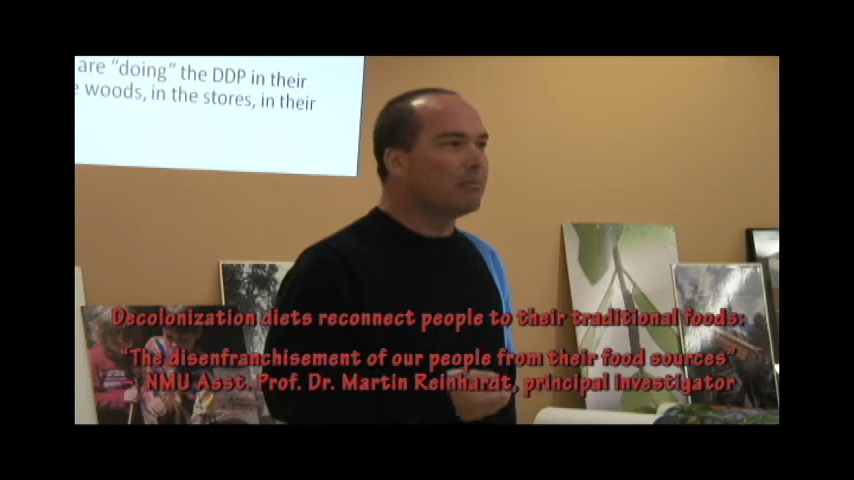 are “doing” the DDP in their
woods, in the stores, in their
Decolonization diets reconnect people to their traditional foods:
“The disenfranchisement of our people from their food sources”
-- NMU Asst. Prof. Dr. Martin Reinhardt, principal investigator